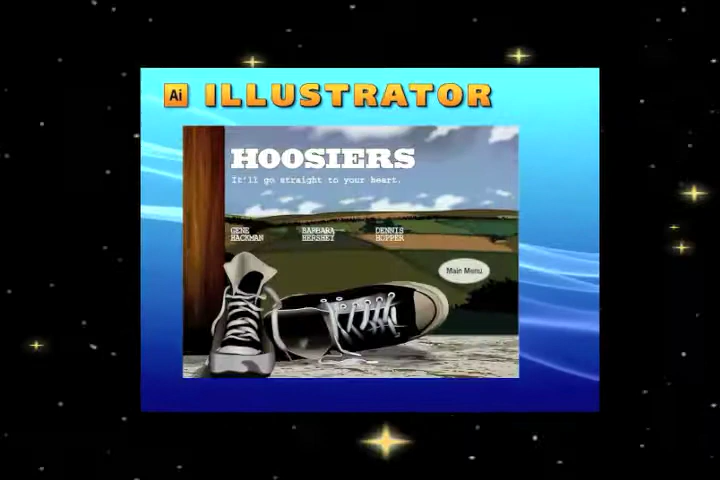 Ai ILLUSTRATOR
HOOSIERS
It'll go straight to your heart.
GENE HACKMAN
BARBARA HERSHEY
DENNIS HOPPER
Main Menu